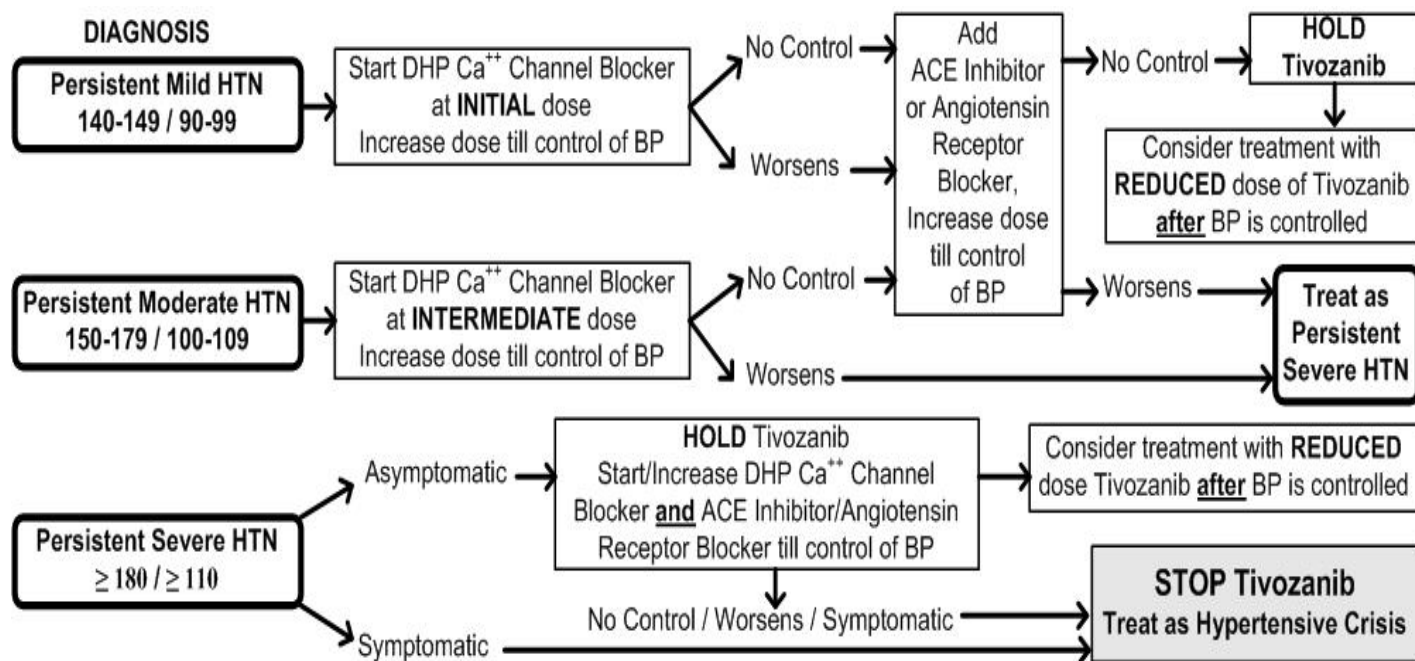 DIAGNOSIS
Persistent Mild HTN
140-149 / 90-99
Start DHP Ca⁺⁺ Channel Blocker
at INITIAL dose
Increase dose till control of BP
No Control
Worsens
Add
ACE Inhibitor
or Angiotensin
Receptor
Blocker,
Increase dose
till control
of BP
No Control
HOLD
Tivozanib
Consider treatment with
REDUCED dose of Tivozanib
after BP is controlled
Persistent Moderate HTN
150-179 / 100-109
Start DHP Ca⁺⁺ Channel Blocker
at INTERMEDIATE dose
Increase dose till control of BP
No Control
Worsens
Worsens
Treat as
Persistent
Severe HTN
Persistent Severe HTN
≥ 180 / ≥ 110
Asymptomatic
HOLD Tivozanib
Start/Increase DHP Ca⁺⁺ Channel
Blocker and ACE Inhibitor/Angiotensin
Receptor Blocker till control of BP
Consider treatment with REDUCED
dose Tivozanib after BP is controlled
No Control / Worsens / Symptomatic
Symptomatic
STOP Tivozanib
Treat as Hypertensive Crisis